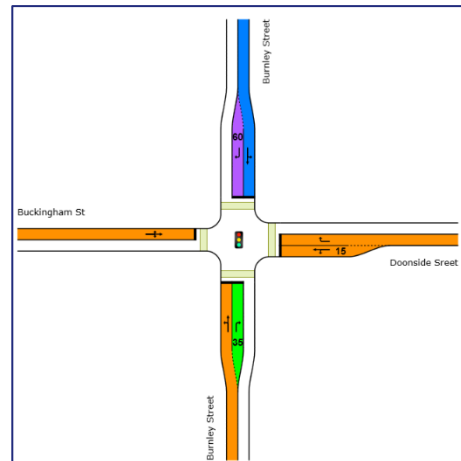 Burnley Street
60
Buckingham St
Doonside Sreet
15
35
Burnley Street